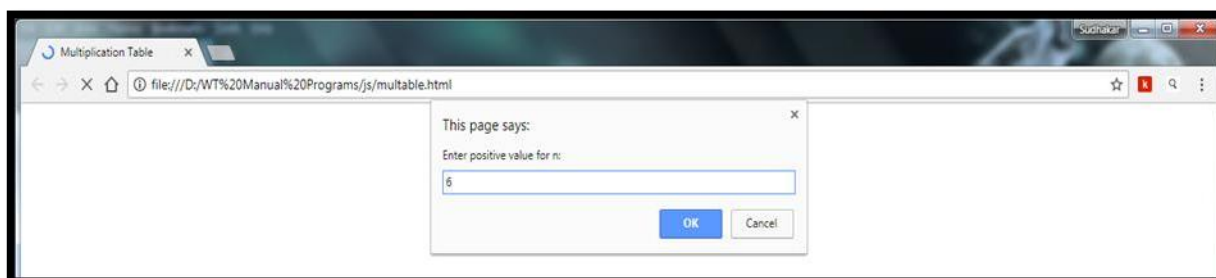 Sudhakar
Multiplication Table
file:///D:/WT%20Manual%20Programs/js/multable.html
k
This page says:
Enter positive value for n:
6
OK Cancel